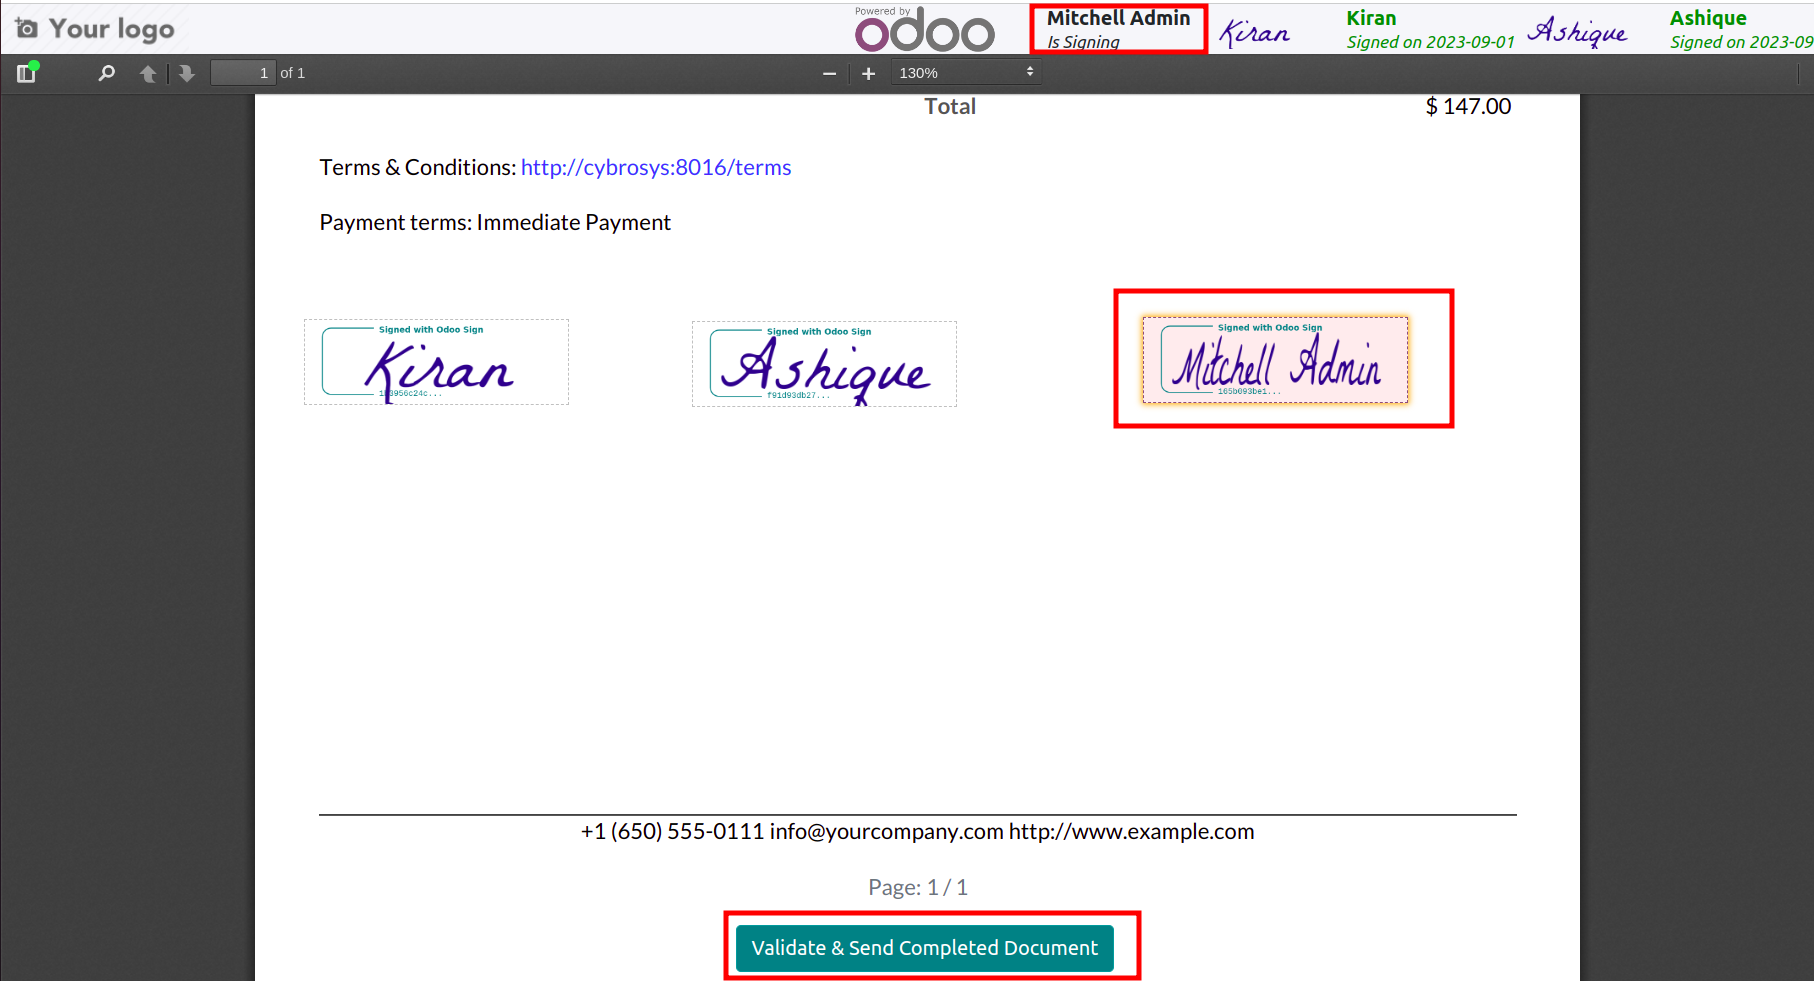 Your logo
Powered by
odoo
Mitchell Admin
Is Signing
Kiran
Kiran
Signed on 2023-09-01
Ashique
Ashique
Signed on 2023-09
1 of 1
130%
Total $ 147.00
Terms & Conditions: http://cybrosys:8016/terms
Payment terms: Immediate Payment
Signed with Odoo Sign
Kiran
Signed with Odoo Sign
Ashique
f91d93db27...
Signed with Odoo Sign
Mitchell Admin
165b093be1...
+1 (650) 555-0111 info@yourcompany.com http://www.example.com
Page: 1 / 1
Validate & Send Completed Document